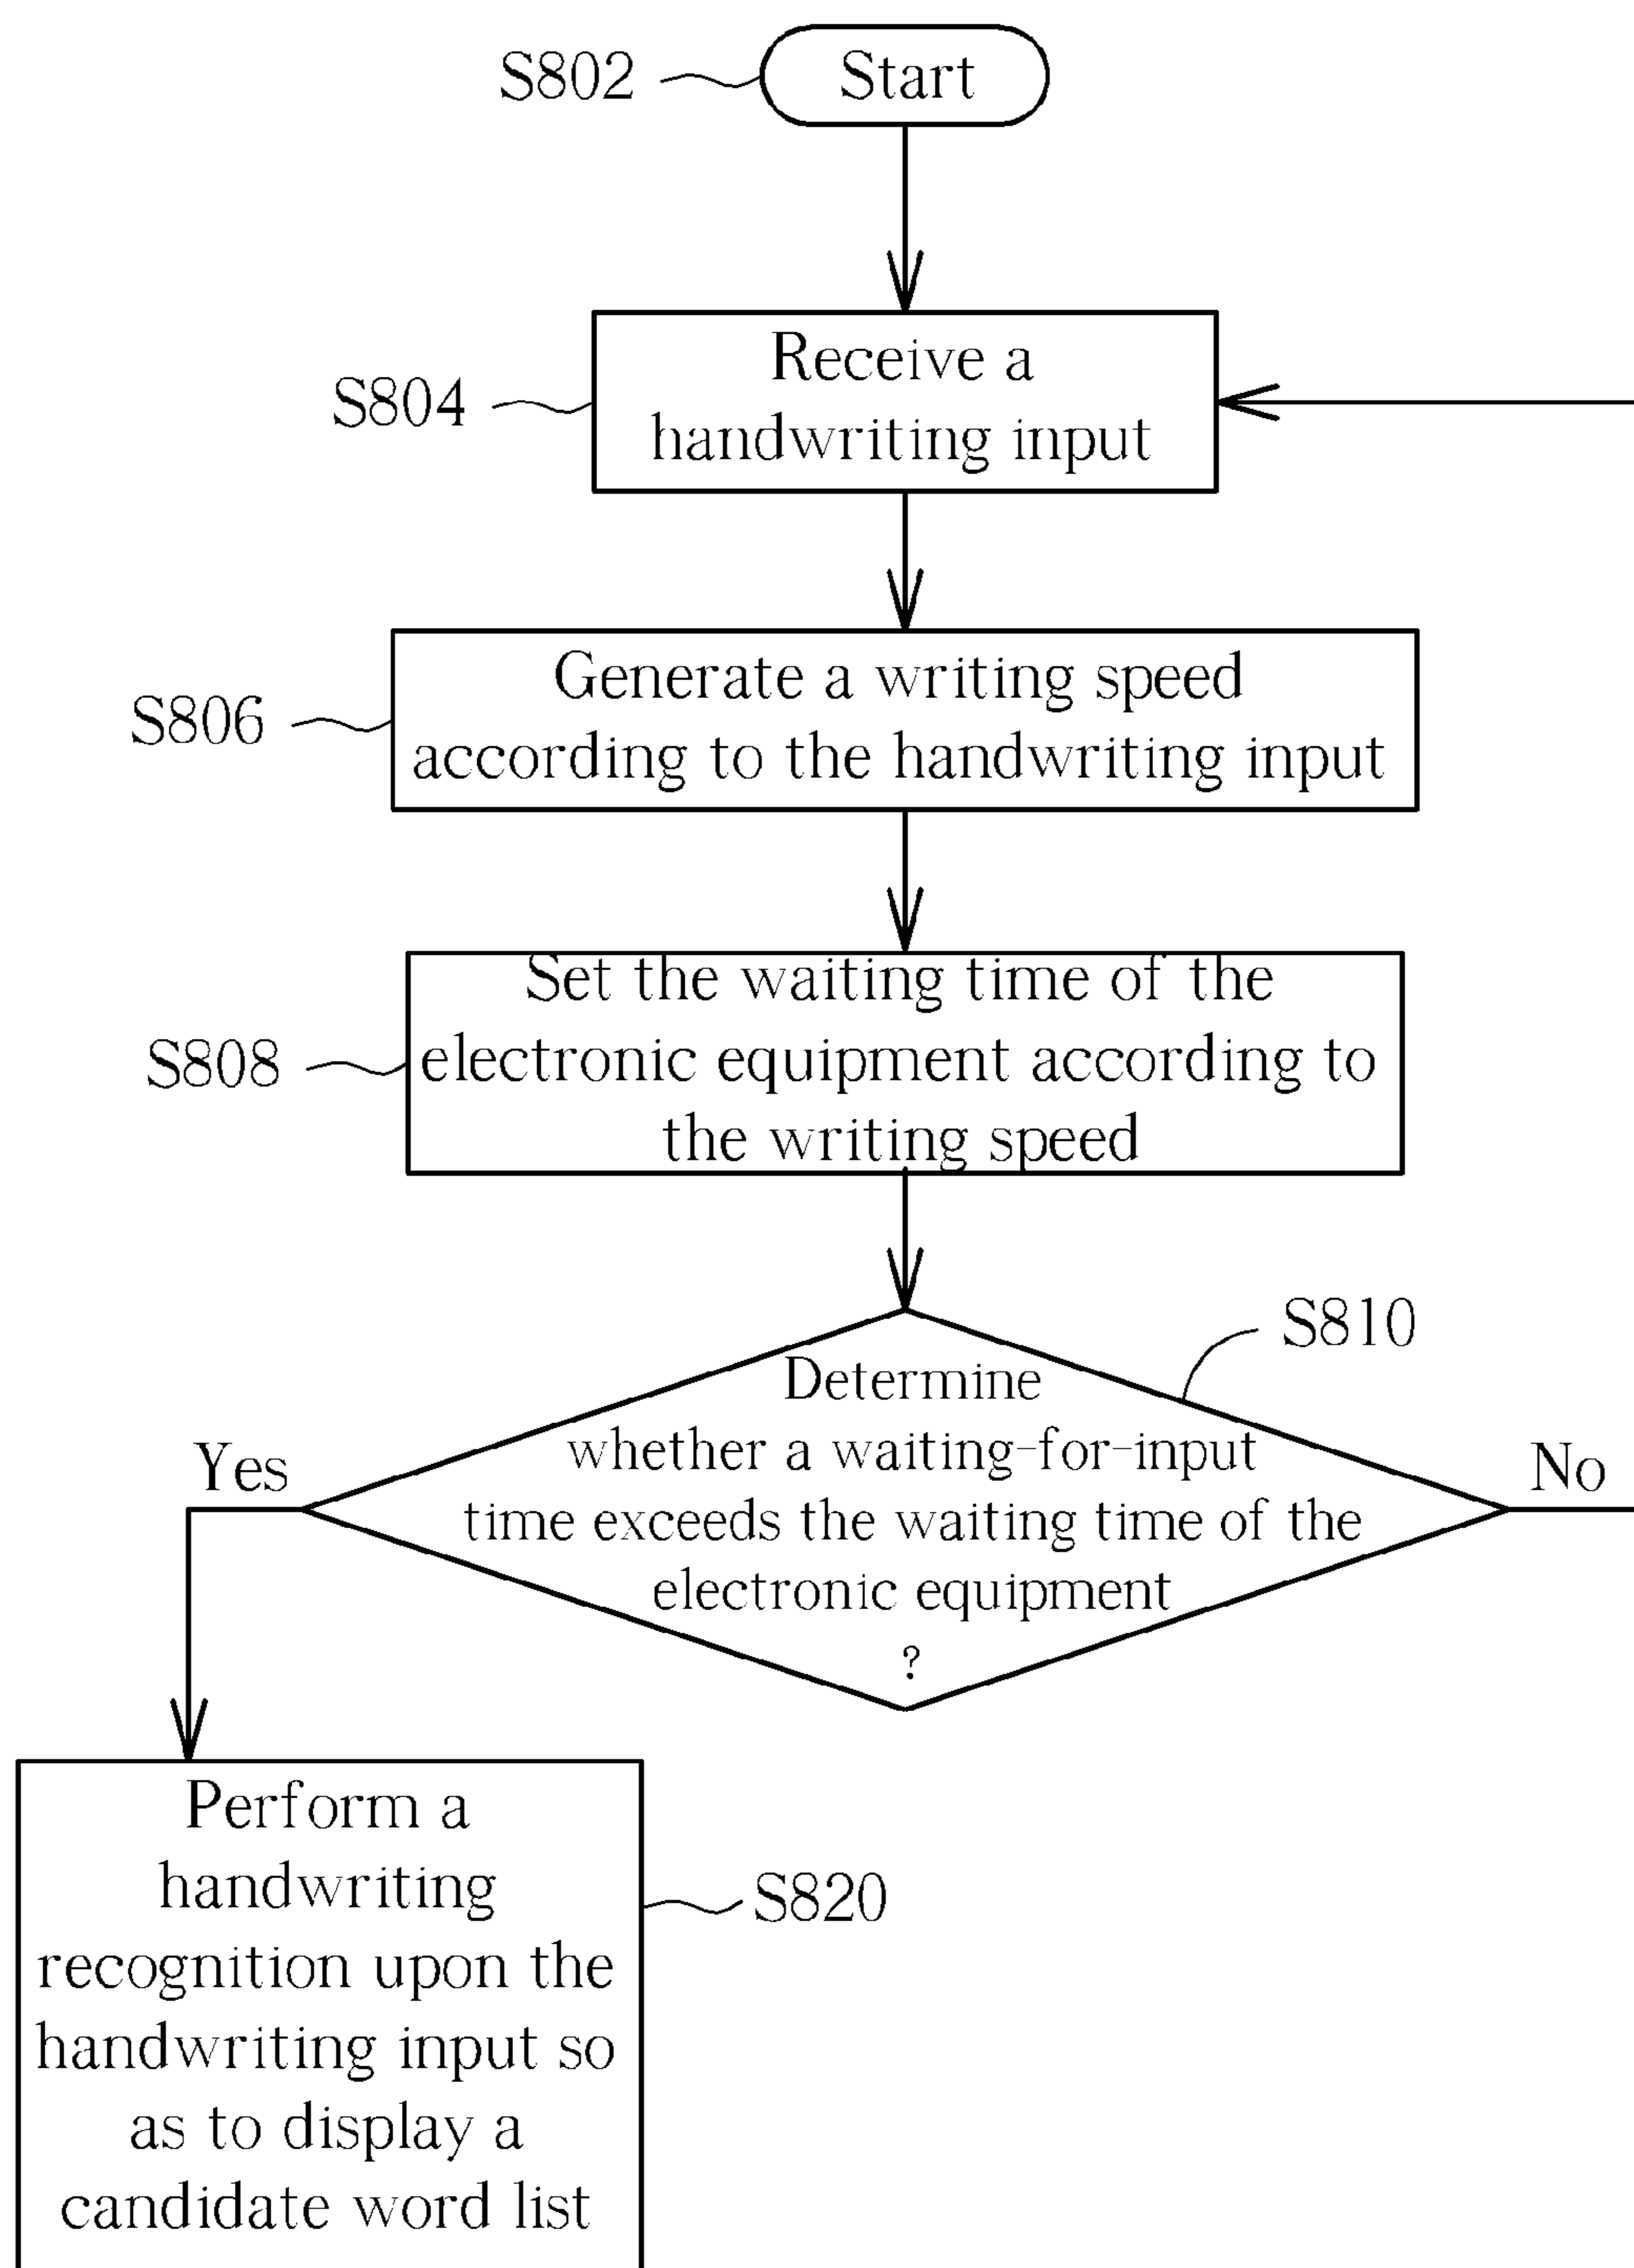 S802
Start
S804
Receive a
handwriting input
S806
Generate a writing speed
according to the handwriting input
S808
Set the waiting time of the
electronic equipment according to
the writing speed
S810
Determine
whether a waiting-for-input
time exceeds the waiting time of the
electronic equipment
?
Yes
No
Perform a
handwriting
recognition upon the
handwriting input so
as to display a
candidate word list
S820